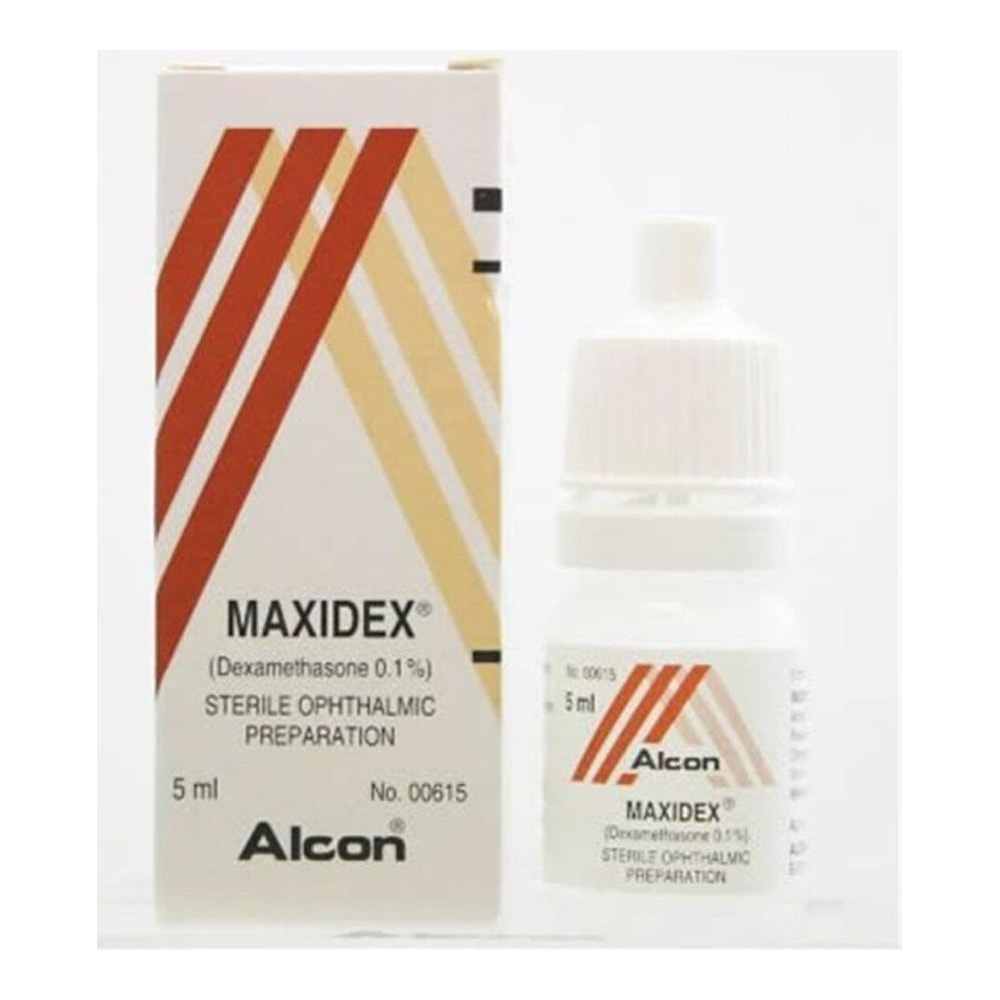 MAXIDEX®
(Dexamethasone 0.1%)
STERILE OPHTHALMIC
PREPARATION
5 ml No. 00615
Alcon®
No. 00615
5 ml
Alcon
MAXIDEX®
(Dexamethasone 0.1%)
STERILE OPHTHALMIC
PREPARATION